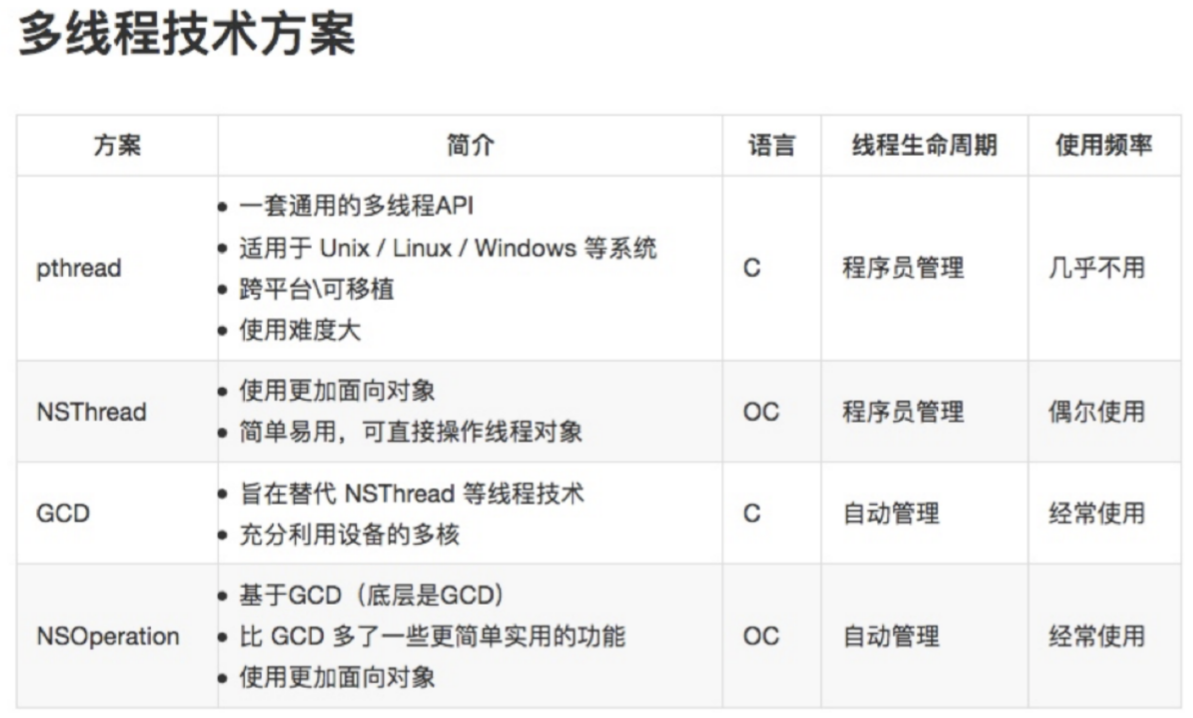 多线程技术方案
方案 简介 语言 线程生命周期 使用频率
一套通用的多线程API
适用于 Unix / Linux / Windows 等系统
pthread C 程序员管理 几乎不用
跨平台\可移植
使用难度大
使用更加面向对象
NSThread OC 程序员管理 偶尔使用
简单易用，可直接操作线程对象
旨在替代 NSThread 等线程技术
GCD C 自动管理 经常使用
充分利用设备的多核
基于GCD（底层是GCD）
NSOperation 比 GCD 多了一些更简单实用的功能 OC 自动管理 经常使用
使用更加面向对象